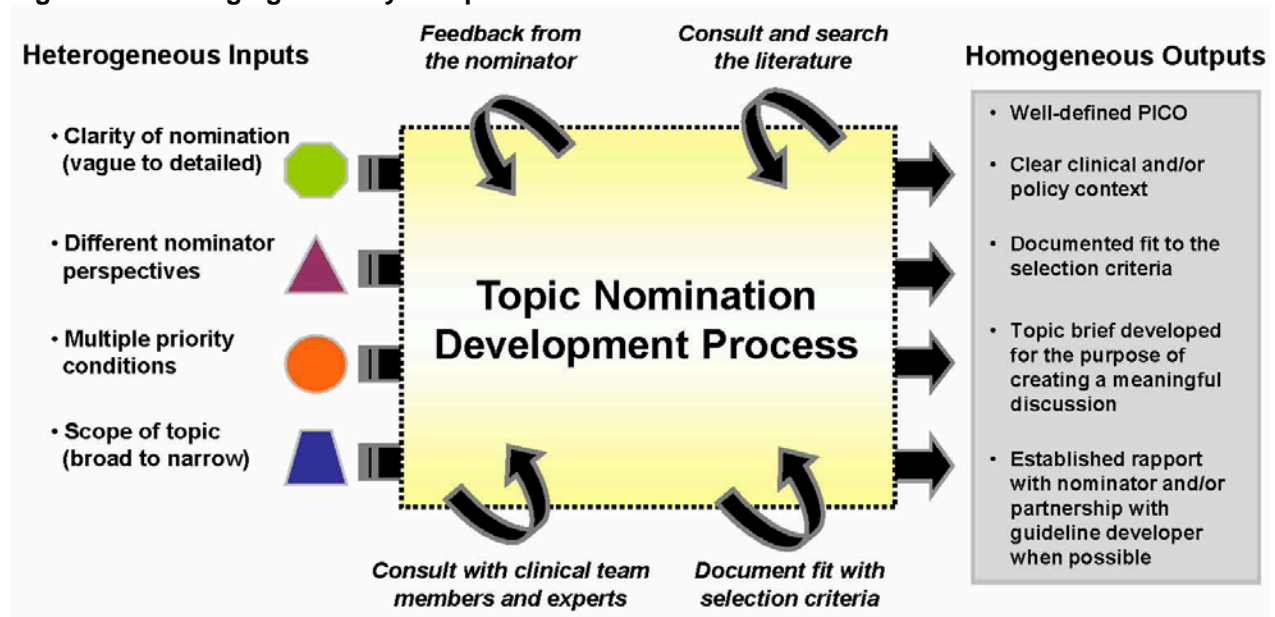 Feedback from
the nominator
Consult and search
the literature
Heterogeneous Inputs
Homogeneous Outputs
• Clarity of nomination
(vague to detailed)
• Different nominator
perspectives
• Multiple priority
conditions
• Scope of topic
(broad to narrow)
Topic Nomination
Development Process
• Well-defined PICO
• Clear clinical and/or
policy context
• Documented fit to the
selection criteria
• Topic brief developed
for the purpose of
creating a meaningful
discussion
• Established rapport
with nominator and/or
partnership with
guideline developer
when possible
Consult with clinical team
members and experts
Document fit with
selection criteria